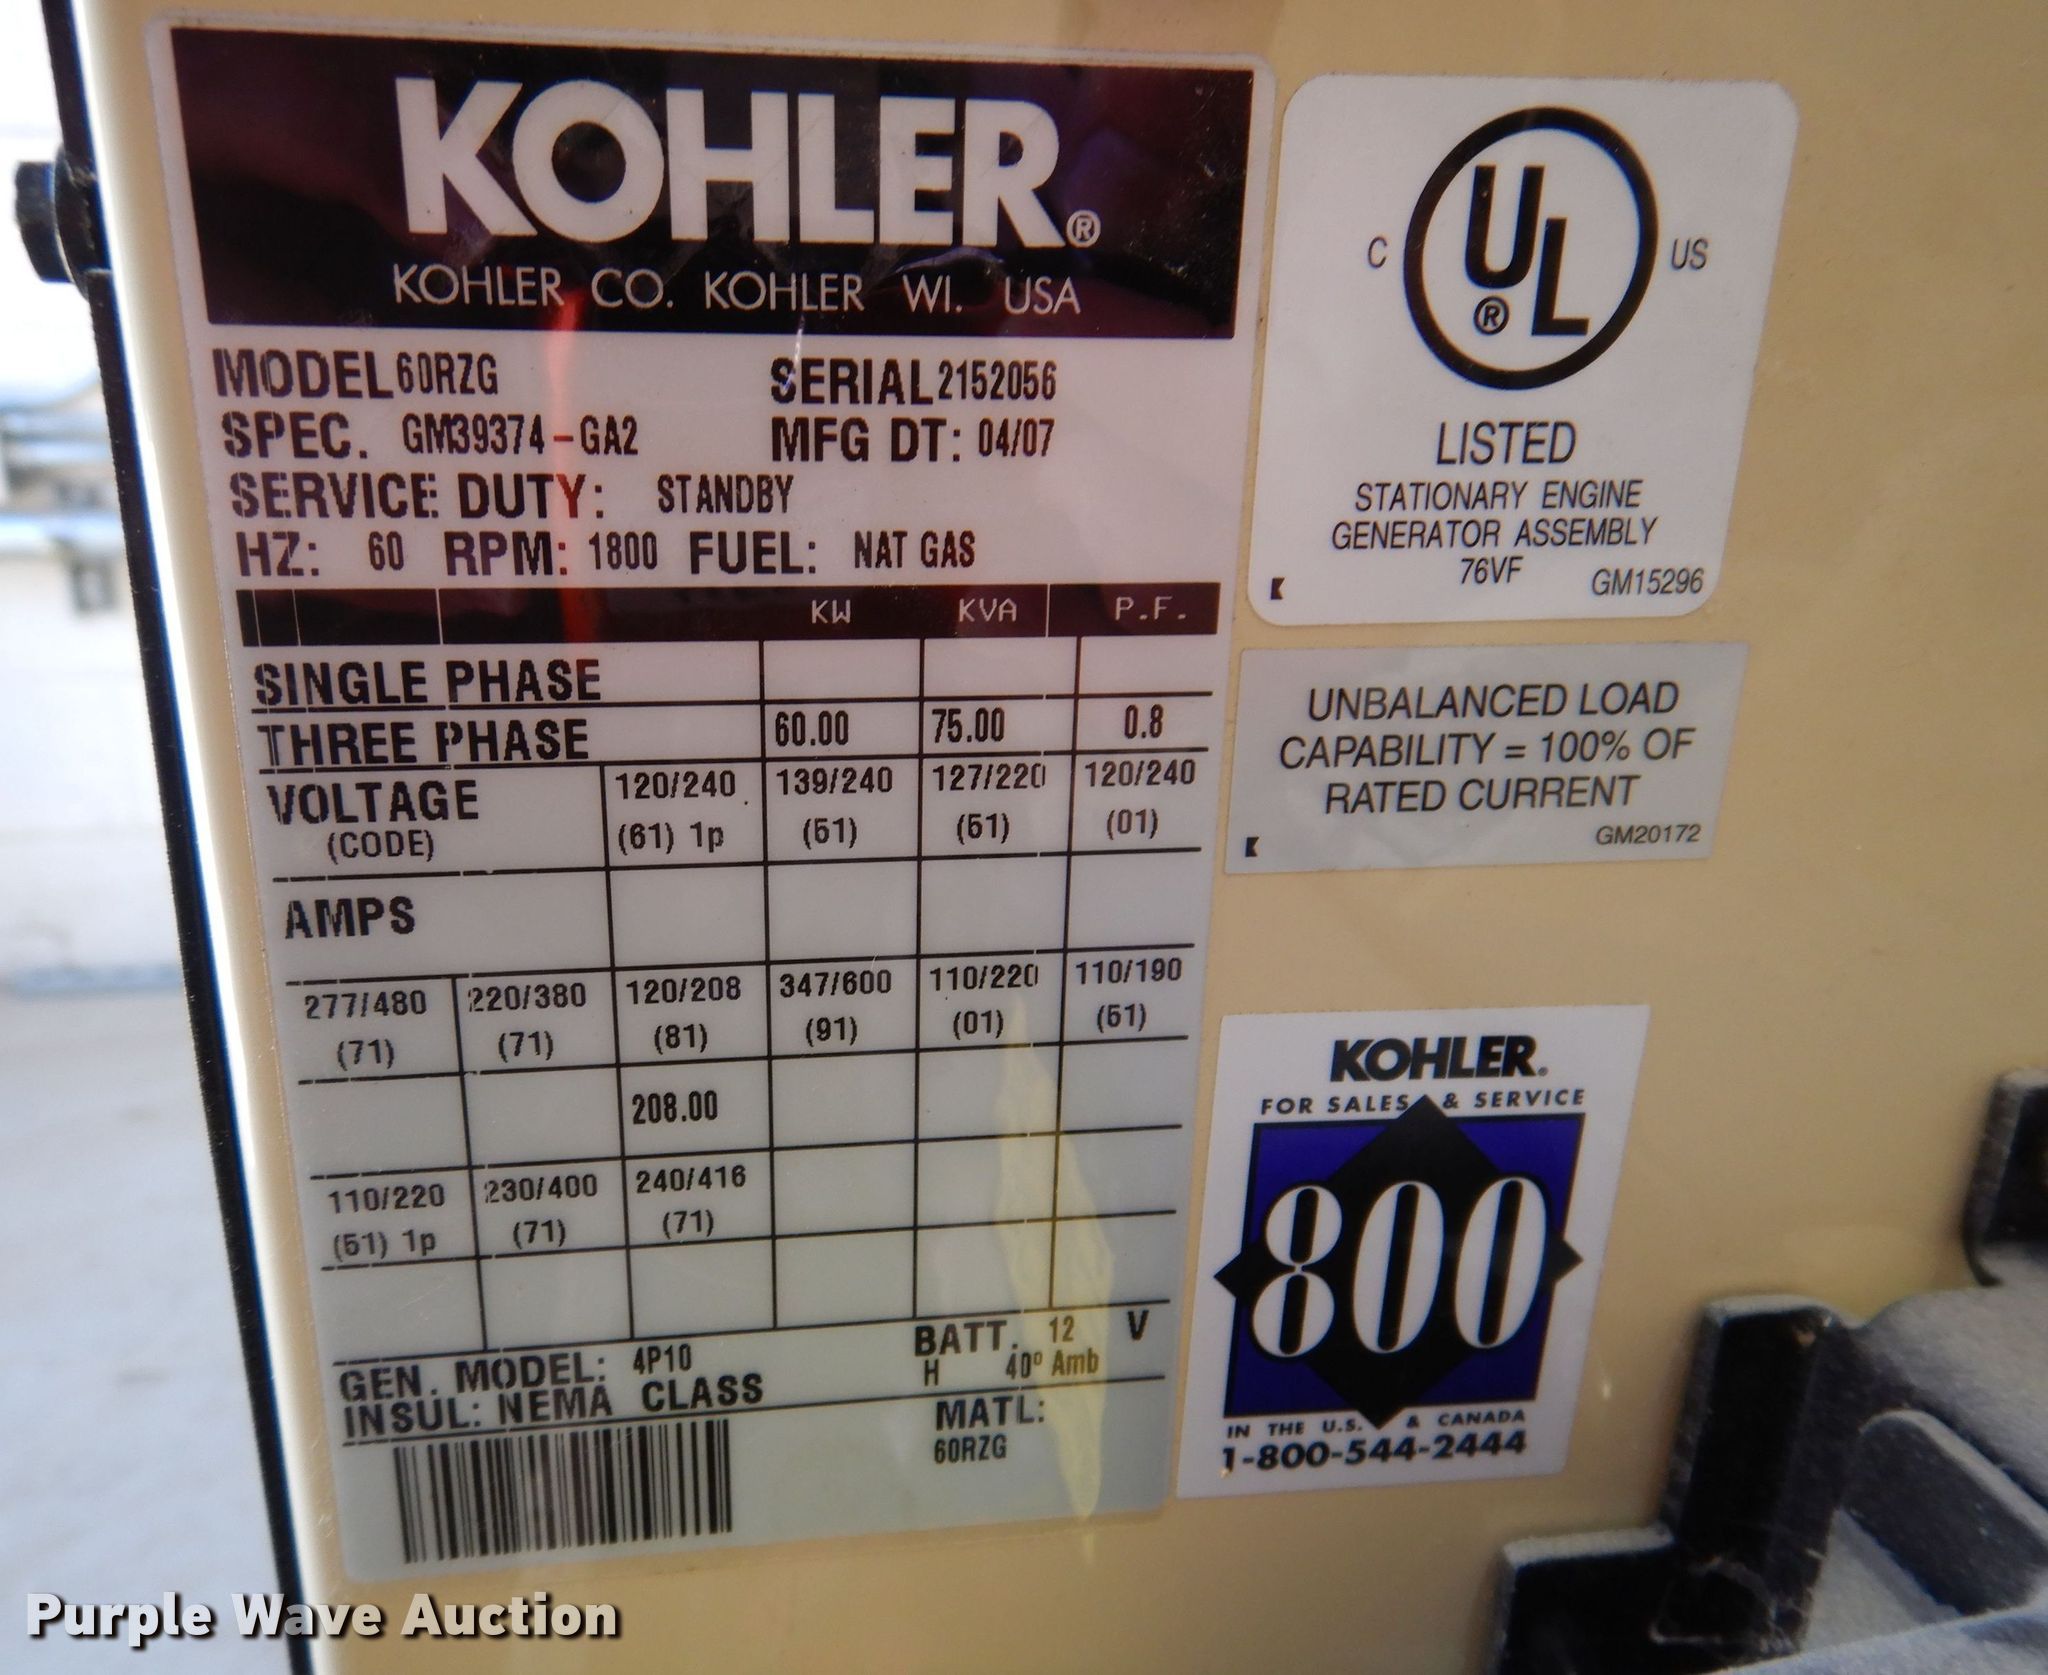 KOHLER®
KOHLER CO. KOHLER WI. USA
MODEL 60RZG SERIAL 2152056
SPEC. GM39374-GA2 MFG DT: 04/07
SERVICE DUTY: STANDBY
HZ: 60 RPM: 1800 FUEL: NAT GAS
KW KVA P.F.
SINGLE PHASE
THREE PHASE 60.00 75.00 0.8
VOLTAGE 120/240 139/240 127/220 120/240
(CODE) (61) 1p (51) (61) (01)
AMPS
277/480 220/380 120/208 347/600 110/220 110/190
(71) (71) (81) (91) (01) (61)
208.00
110/220 230/400 240/416
(51) 1p (71) (71)
GEN. MODEL: 4P10 BATT. 12 V
INSUL: NEMA CLASS H 40° Amb
MATL:
60RZG
C UL® US
LISTED
STATIONARY ENGINE
GENERATOR ASSEMBLY
76VF GM15296
UNBALANCED LOAD
CAPABILITY = 100% OF
RATED CURRENT
GM20172
KOHLER®
FOR SALES & SERVICE
800
IN THE U.S. & CANADA
1-800-544-2444
Purple Wave Auction